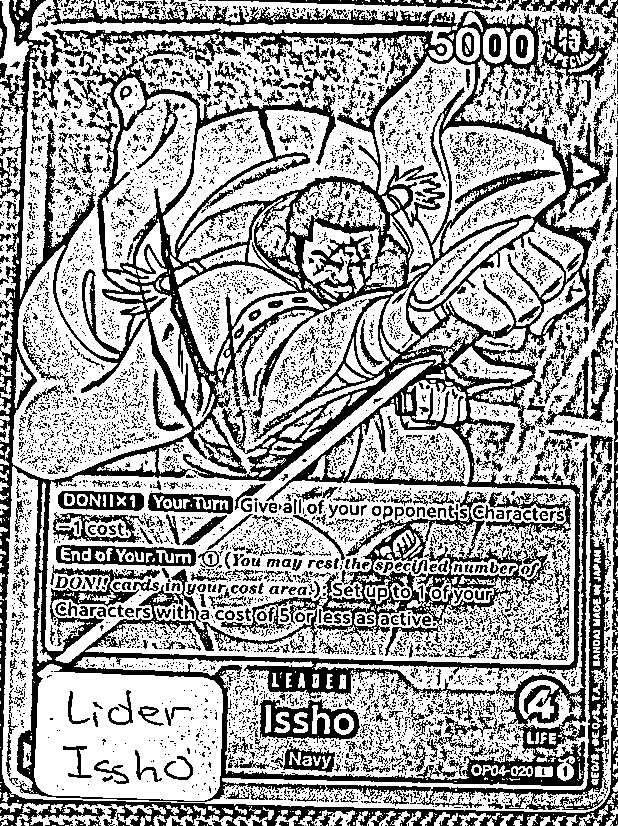 5000
DON!!×1 Your Turn Give all of your opponent's Characters
−1 cost.
End of Your Turn ① (You may rest the specified number of
DON!! cards in your cost area.): Set up to 1 of your
Characters with a cost of 5 or less as active.
LEADER
Issho
Navy
4
LIFE
OP04-020 L
Lider
Issho